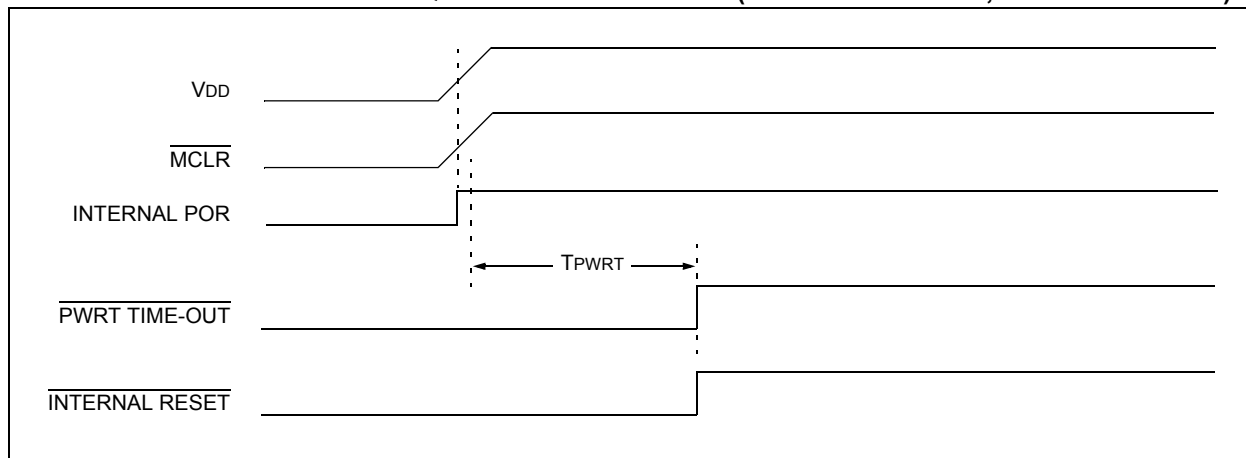 VDD
MCLR
INTERNAL POR
TPWRT
PWRT TIME-OUT
INTERNAL RESET